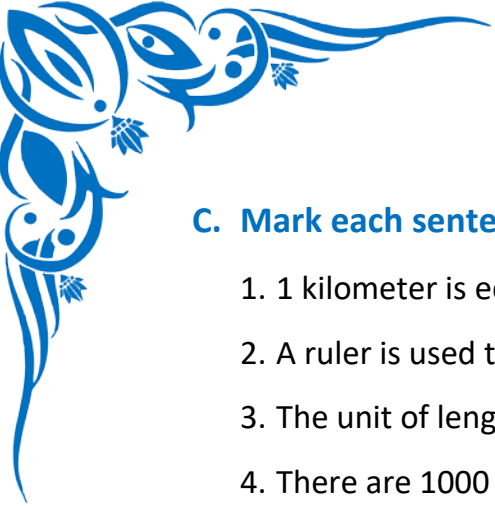 C. Mark each sente
1. 1 kilometer is e
2. A ruler is used t
3. The unit of leng
4. There are 1000